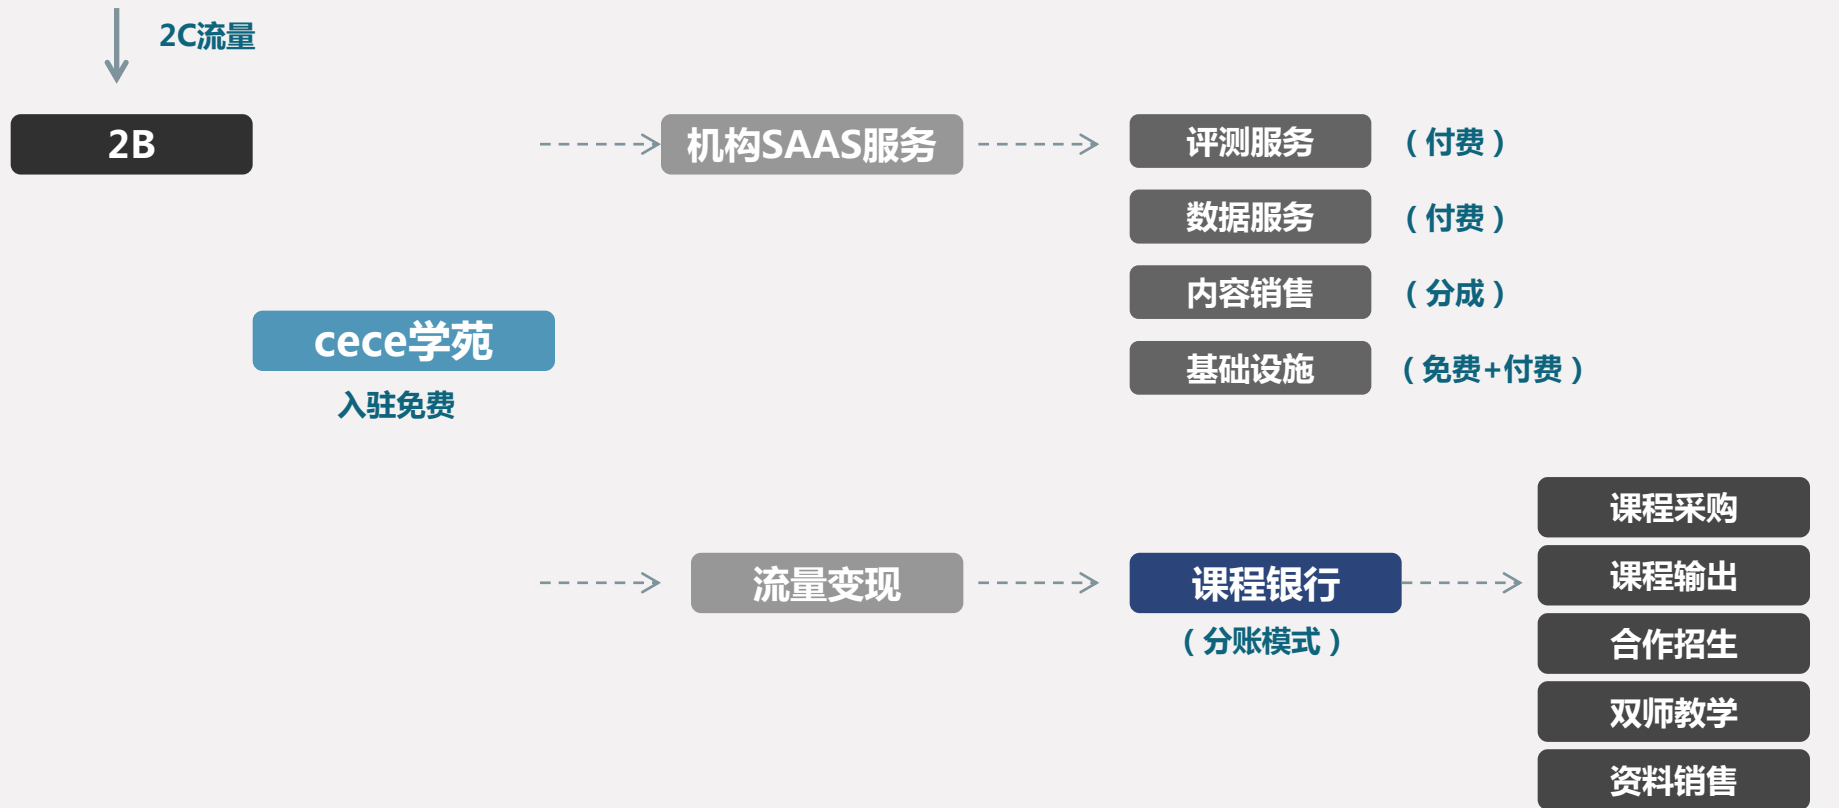 2C流量
2B
机构SAAS服务
评测服务
（付费）
数据服务
（付费）
内容销售
（分成）
基础设施
（免费+付费）
cece学苑
入驻免费
流量变现
课程银行
（分账模式）
课程采购
课程输出
合作招生
双师教学
资料销售